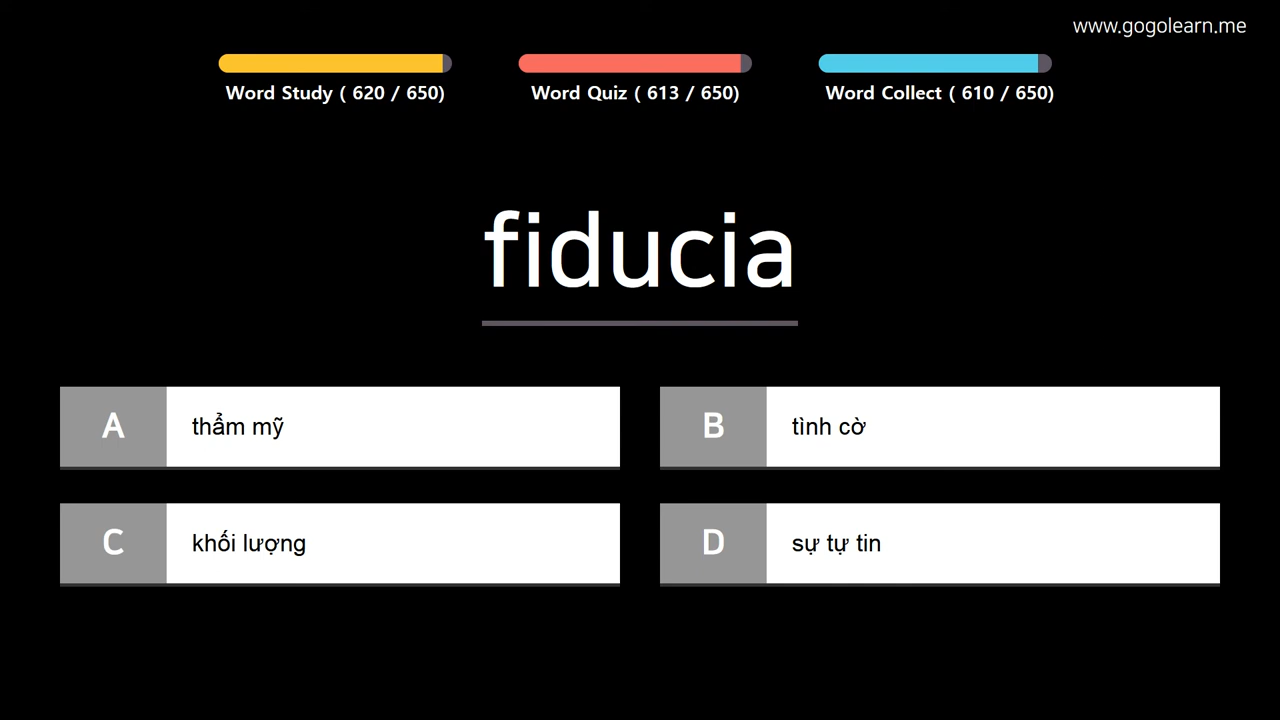 www.gogolearn.me
Word Study ( 620 / 650)
Word Quiz ( 613 / 650)
Word Collect ( 610 / 650)
fiducia
A thẩm mỹ
B tình cờ
C khối lượng
D sự tự tin